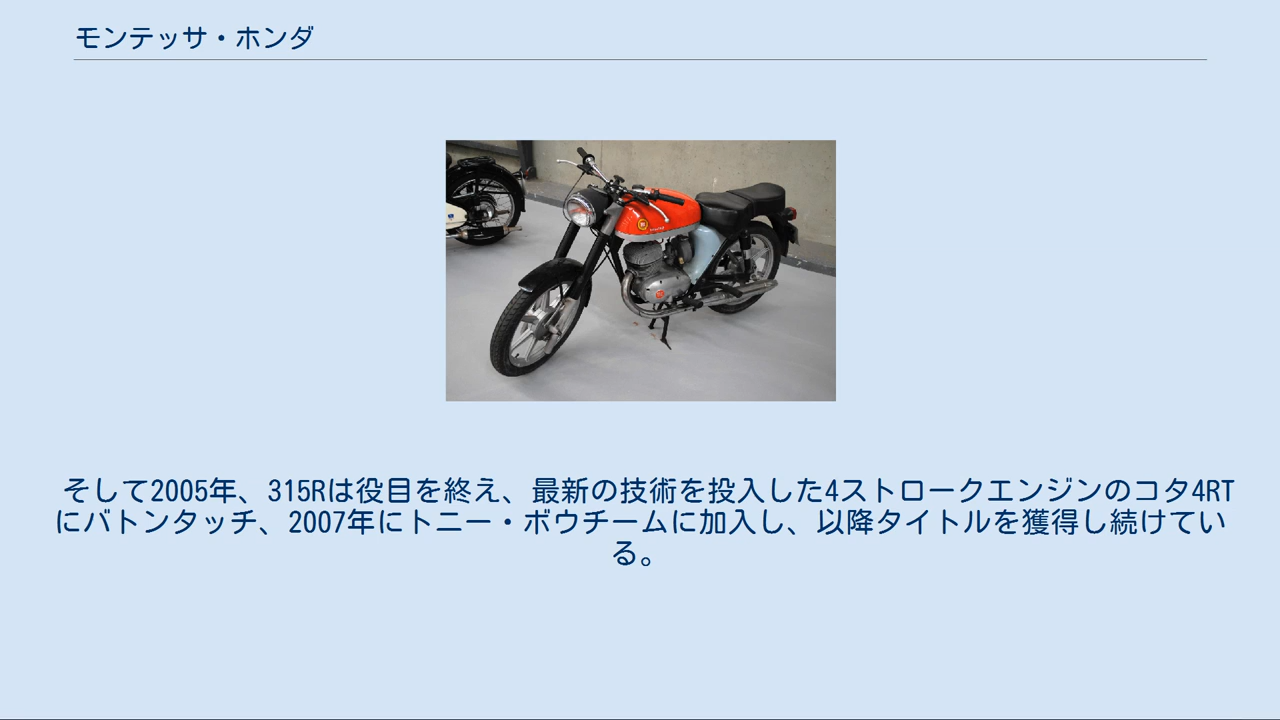 モンテッサ・ホンダ
そして2005年、315Rは役目を終え、最新の技術を投入した4ストロークエンジンのコタ4RT
にバトンタッチ、2007年にトニー・ボウチームに加入し、以降タイトルを獲得し続けてい
る。